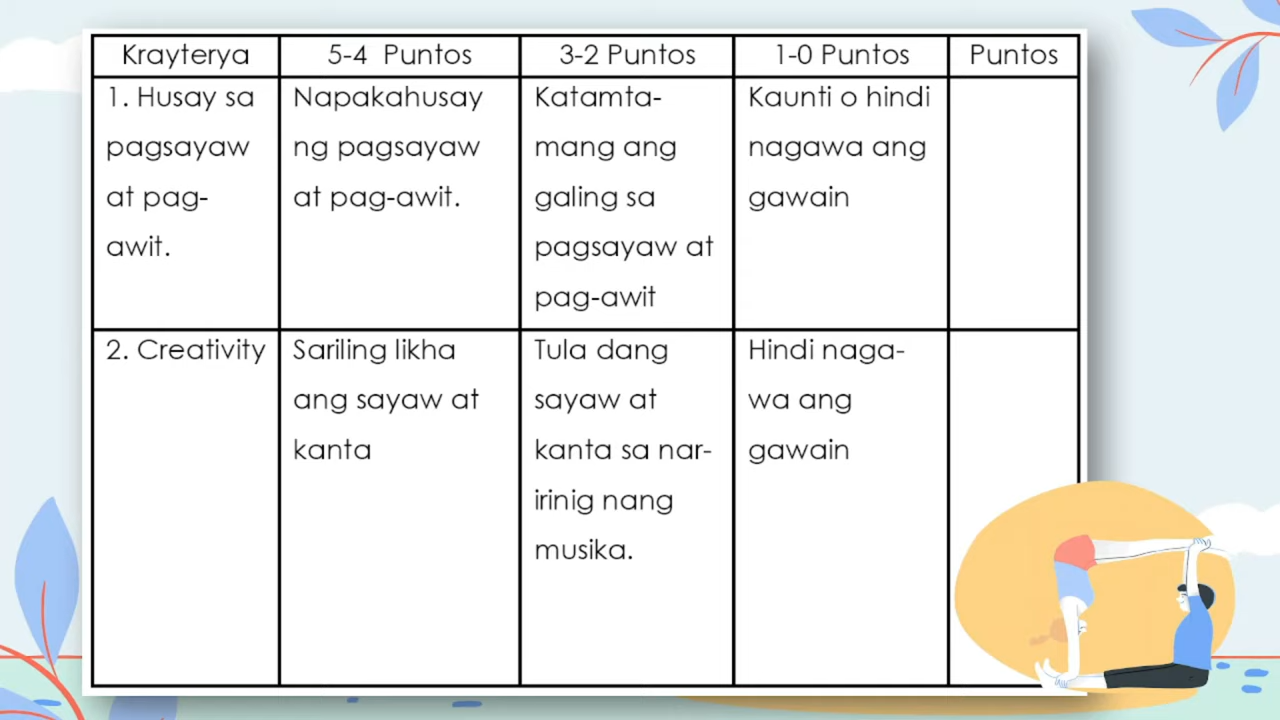 Krayterya
5-4 Puntos
3-2 Puntos
1-0 Puntos
Puntos
1. Husay sa
pagsayaw
at pag-
awit.
Napakahusay
ng pagsayaw
at pag-awit.
Katamta-
mang ang
galing sa
pagsayaw at
pag-awit
Kaunti o hindi
nagawa ang
gawain
2. Creativity
Sariling likha
ang sayaw at
kanta
Tula dang
sayaw at
kanta sa nar-
irinig nang
musika.
Hindi naga-
wa ang
gawain